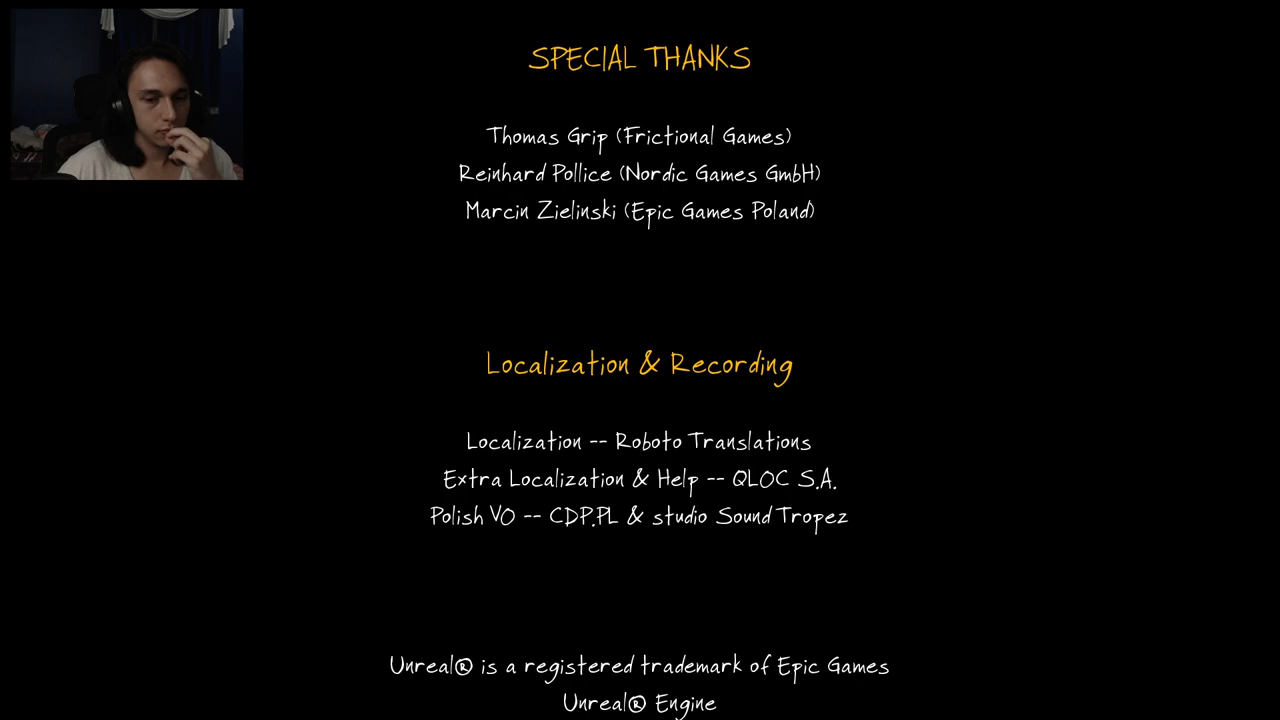 SPECIAL THANKS
Thomas Grip (Frictional Games)
Reinhard Pollice (Nordic Games GmbH)
Marcin Zielinski (Epic Games Poland)
Localization & Recording
Localization -- Roboto Translations
Extra Localization & Help -- QLOC S.A.
Polish VO -- CDP.PL & studio Sound Tropez
Unreal® is a registered trademark of Epic Games
Unreal® Engine